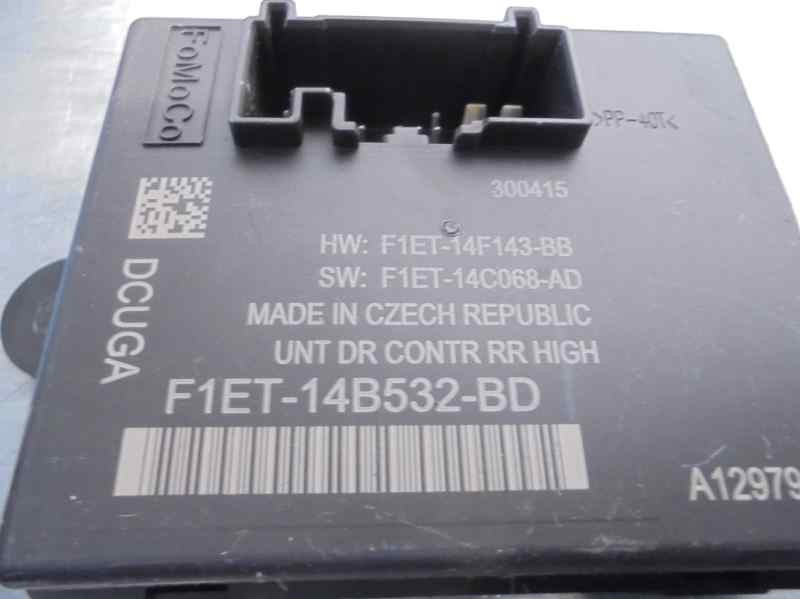 FoMoCo
>PP-40T<
300415
HW: F1ET-14F143-BB
SW: F1ET-14C068-AD
MADE IN CZECH REPUBLIC
UNT DR CONTR RR HIGH
DCUGA
F1ET-14B532-BD
A12979